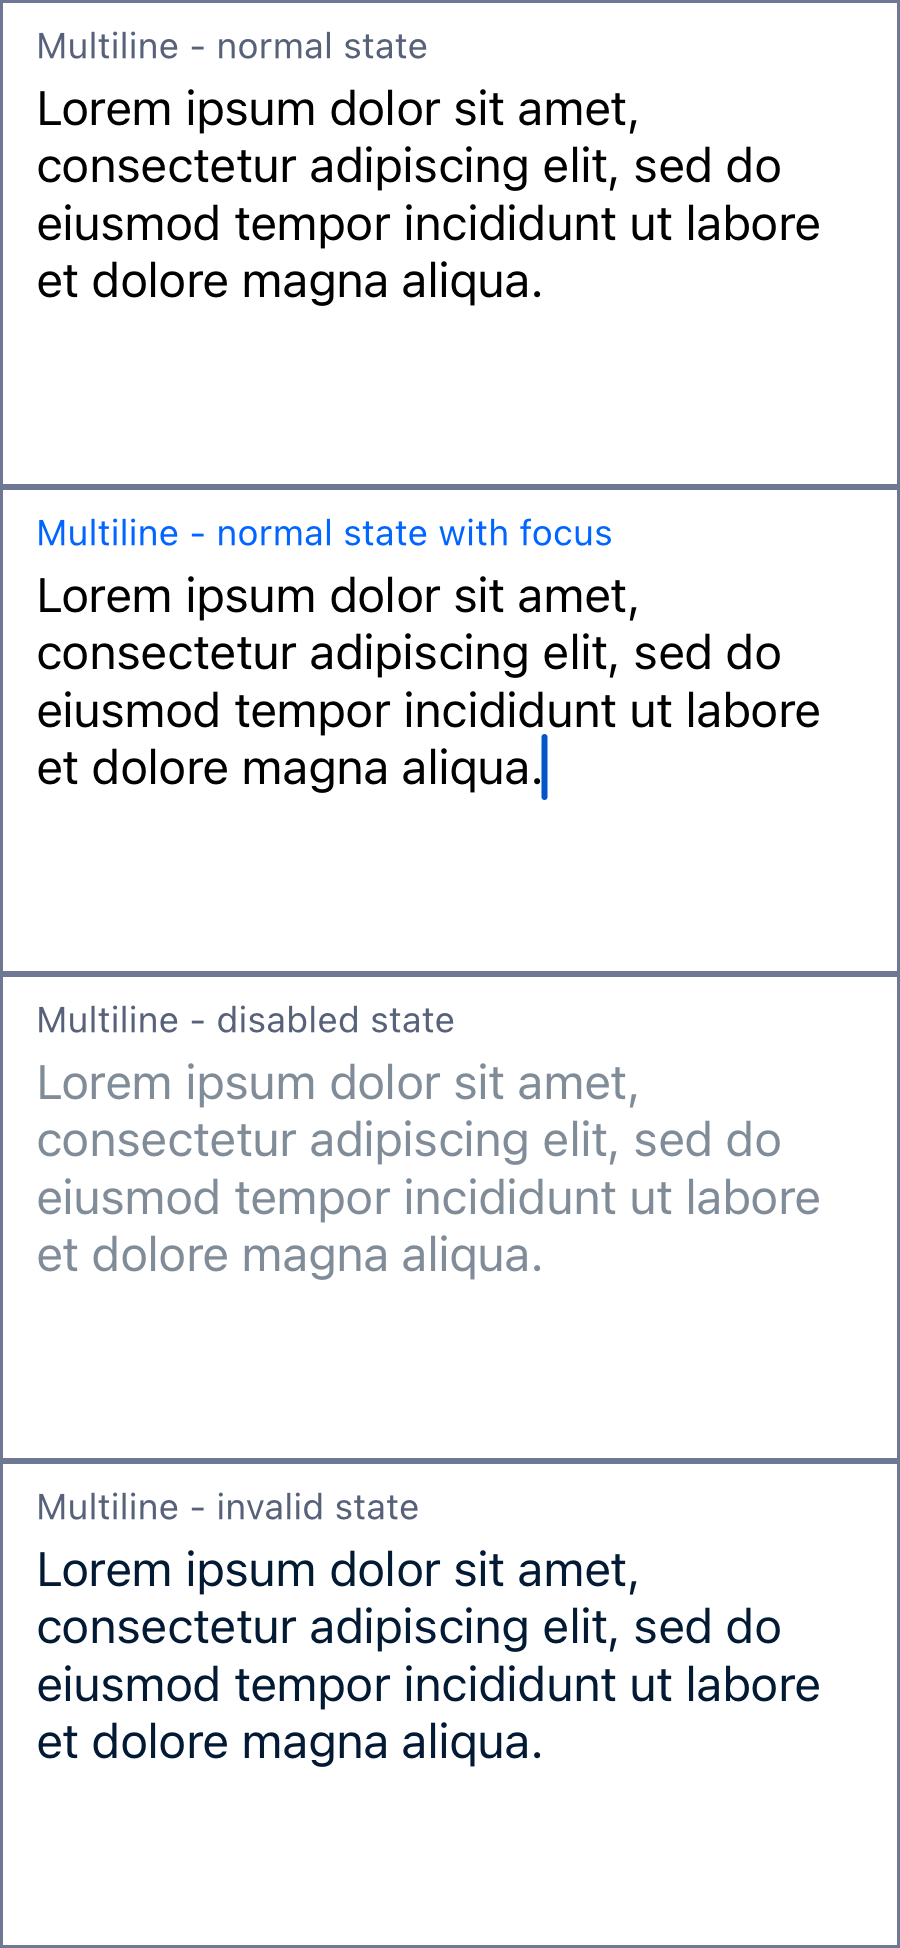 Multiline - normal state
Lorem ipsum dolor sit amet,
consectetur adipiscing elit, sed do
eiusmod tempor incididunt ut labore
et dolore magna aliqua.
Multiline - normal state with focus
Lorem ipsum dolor sit amet,
consectetur adipiscing elit, sed do
eiusmod tempor incididunt ut labore
et dolore magna aliqua.
Multiline - disabled state
Lorem ipsum dolor sit amet,
consectetur adipiscing elit, sed do
eiusmod tempor incididunt ut labore
et dolore magna aliqua.
Multiline - invalid state
Lorem ipsum dolor sit amet,
consectetur adipiscing elit, sed do
eiusmod tempor incididunt ut labore
et dolore magna aliqua.